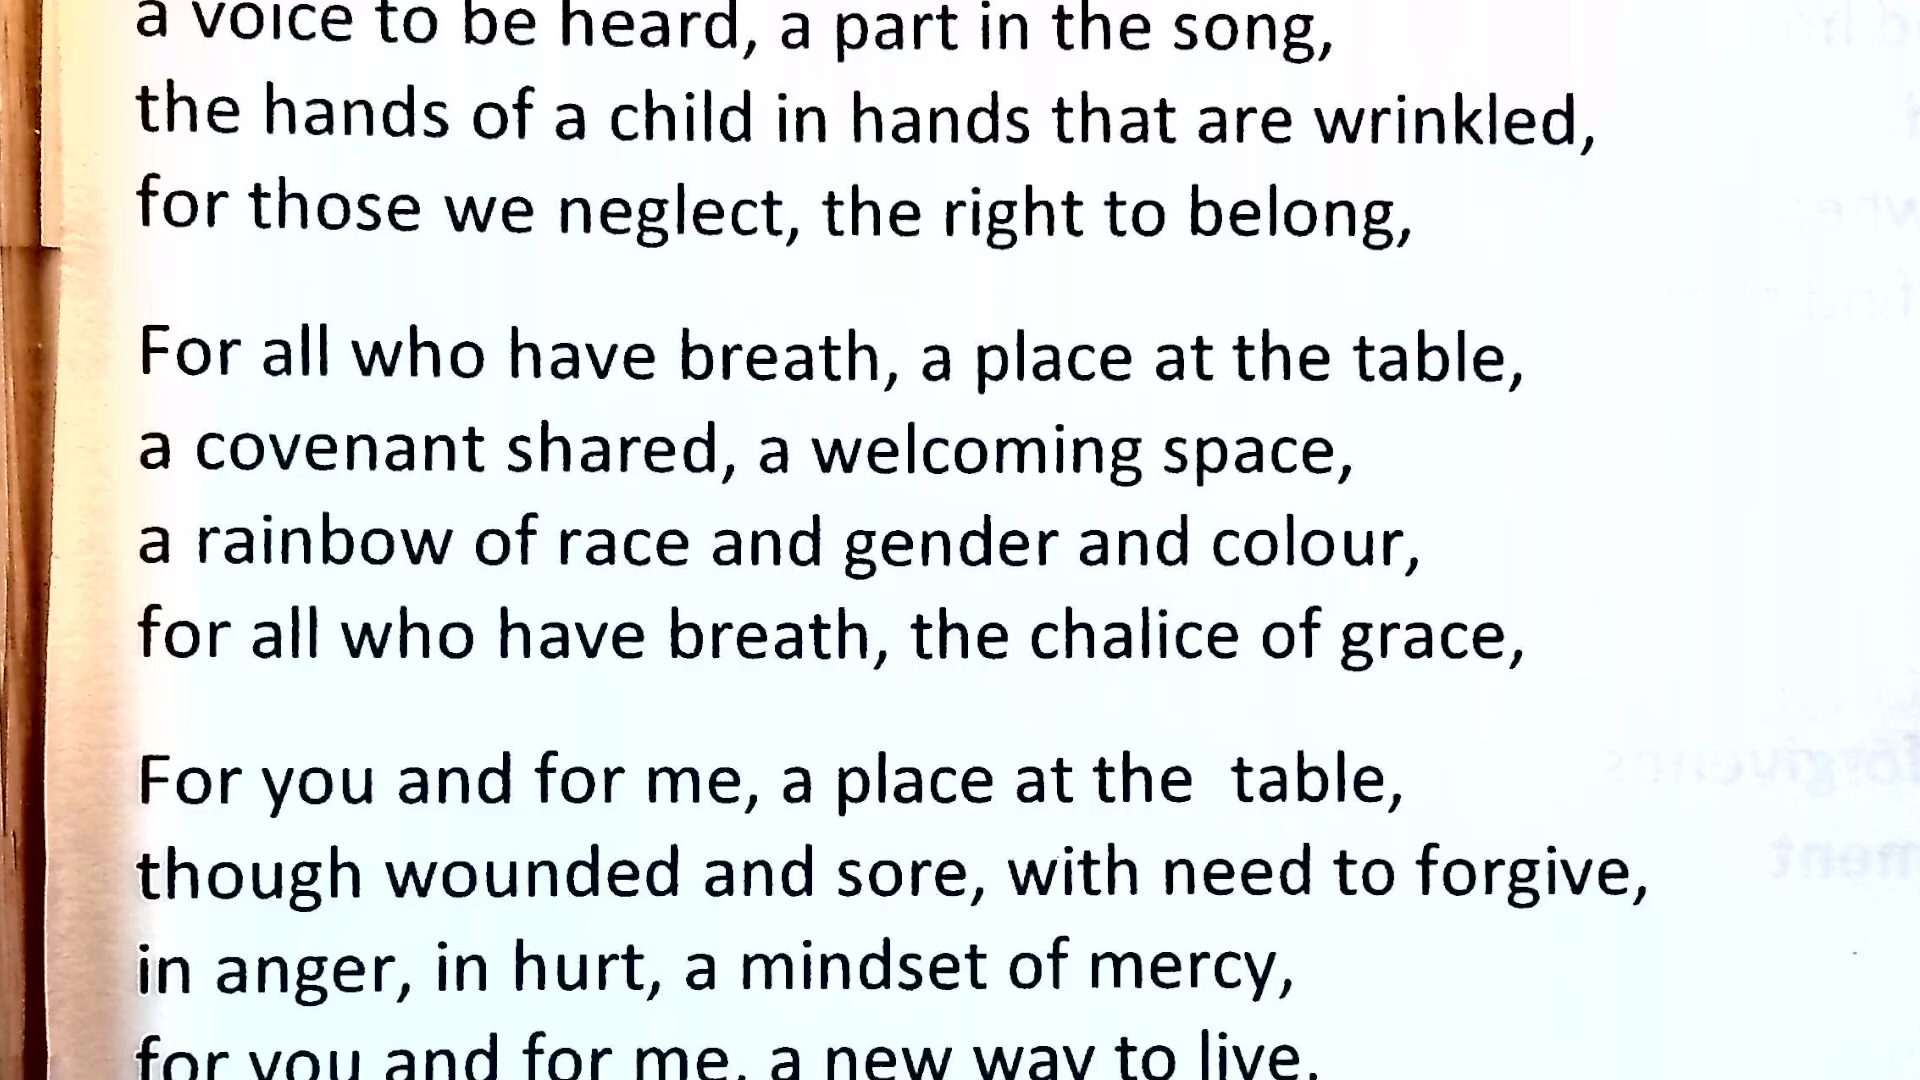 a voice to be heard, a part in the song,
the hands of a child in hands that are wrinkled,
for those we neglect, the right to belong,
For all who have breath, a place at the table,
a covenant shared, a welcoming space,
a rainbow of race and gender and colour,
for all who have breath, the chalice of grace,
For you and for me, a place at the  table,
though wounded and sore, with need to forgive,
in anger, in hurt, a mindset of mercy,
for you and for me, a new way to live,